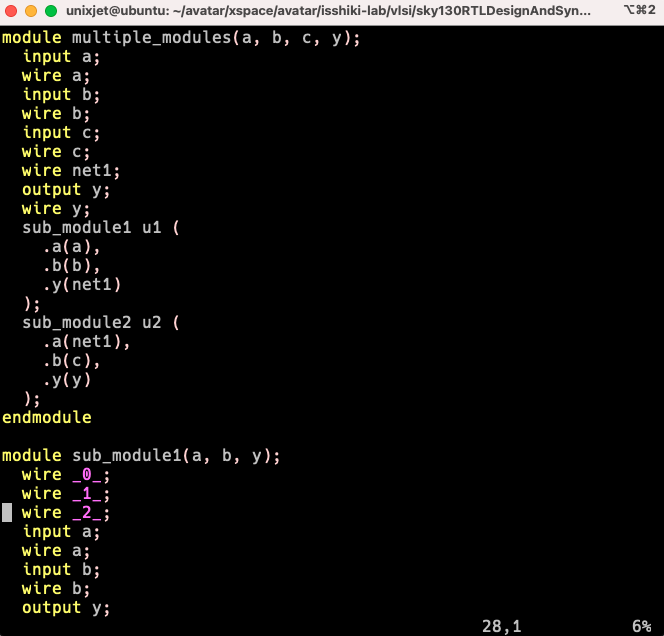 unixjet@ubuntu: ~/avatar/xspace/avatar/isshiki-lab/vlsi/sky130RTLDesignAndSyn... ⌥⌘2
module multiple_modules(a, b, c, y);
  input a;
  wire a;
  input b;
  wire b;
  input c;
  wire c;
  wire net1;
  output y;
  wire y;
  sub_module1 u1 (
    .a(a),
    .b(b),
    .y(net1)
  );
  sub_module2 u2 (
    .a(net1),
    .b(c),
    .y(y)
  );
endmodule

module sub_module1(a, b, y);
  wire _0_;
  wire _1_;
  wire _2_;
  input a;
  wire a;
  input b;
  wire b;
  output y;
28,1 6%